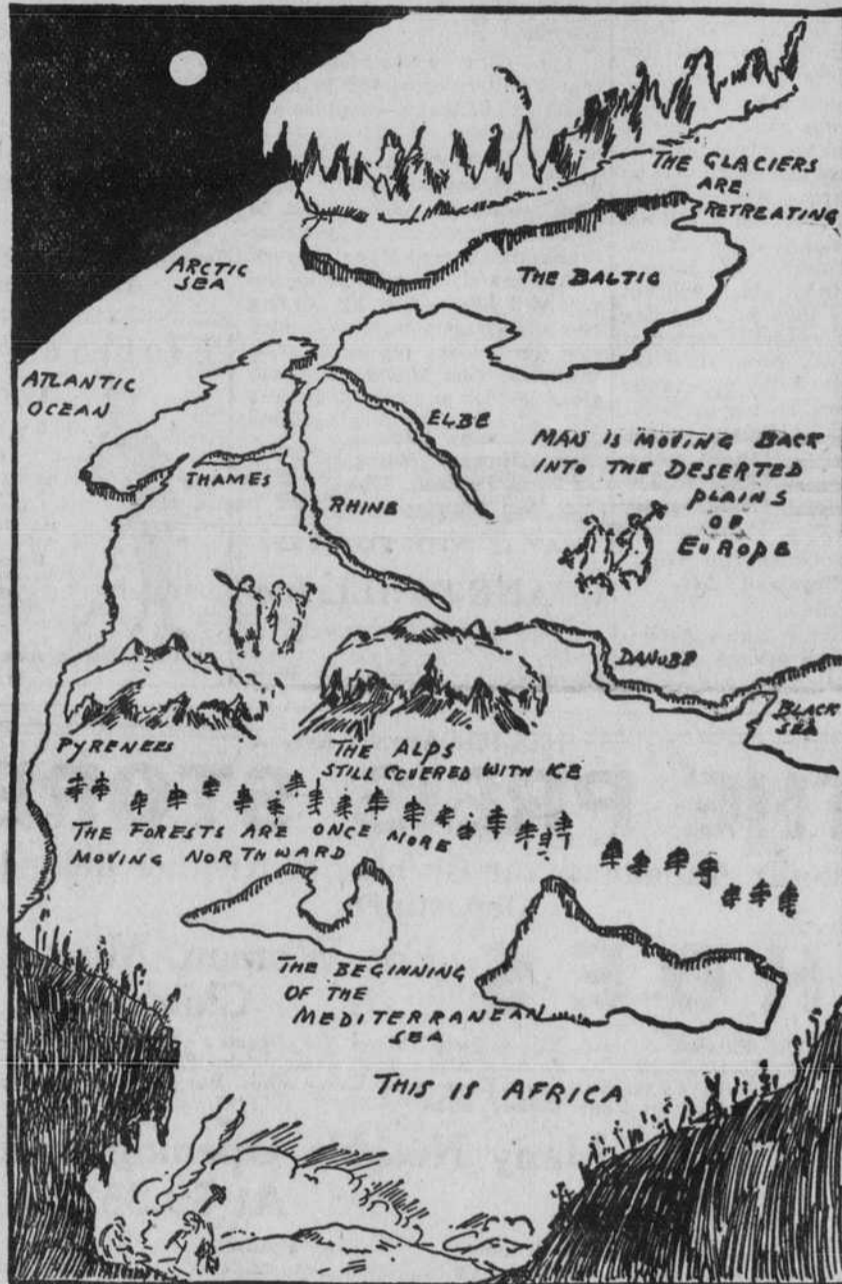 THE GLACIERS
ARE
RETREATING
ARCTIC
SEA
THE BALTIC
ATLANTIC
OCEAN
ELBE
MAN IS MOVING BACK
INTO THE DESERTED
PLAINS
OF
EUROPE
THAMES
RHINE
DANUBE
BLACK
SEA
PYRENEES
THE ALPS
STILL COVERED WITH ICE
THE FORESTS ARE ONCE MORE
MOVING NORTHWARD
THE BEGINNING
OF THE
MEDITERRANEAN
SEA
THIS IS AFRICA